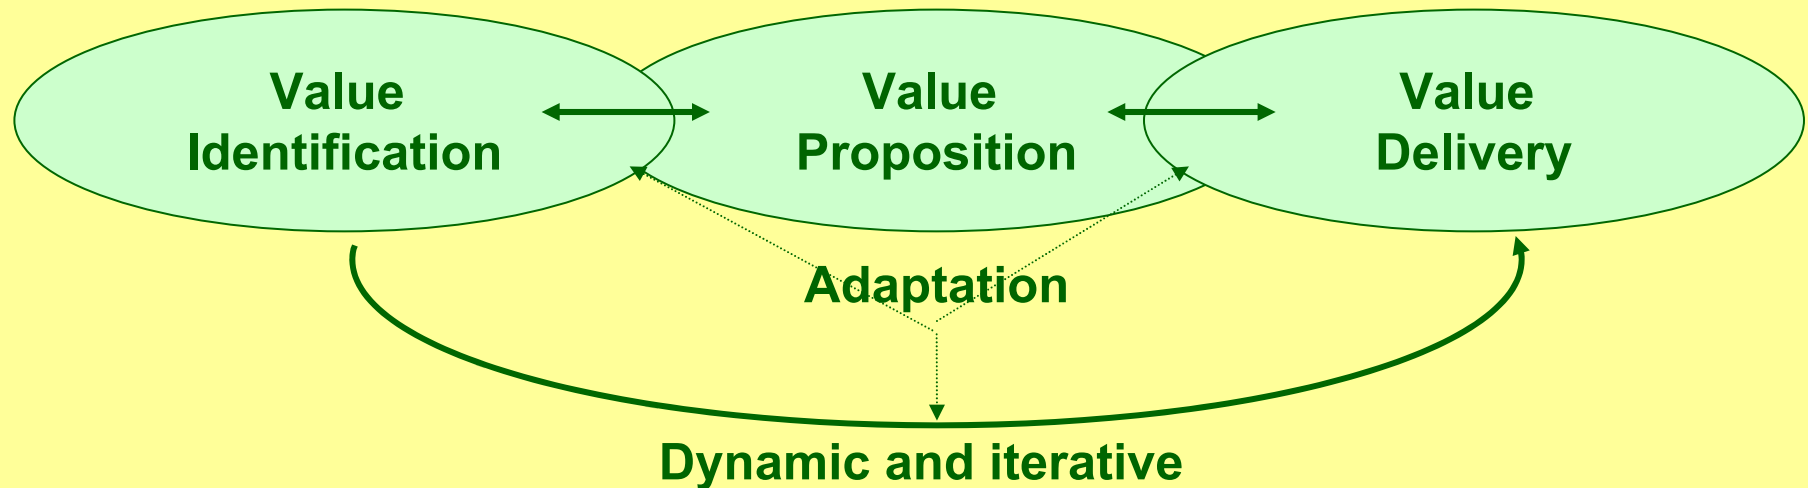 Value
Identification
Value
Proposition
Value
Delivery
Adaptation
Dynamic and iterative